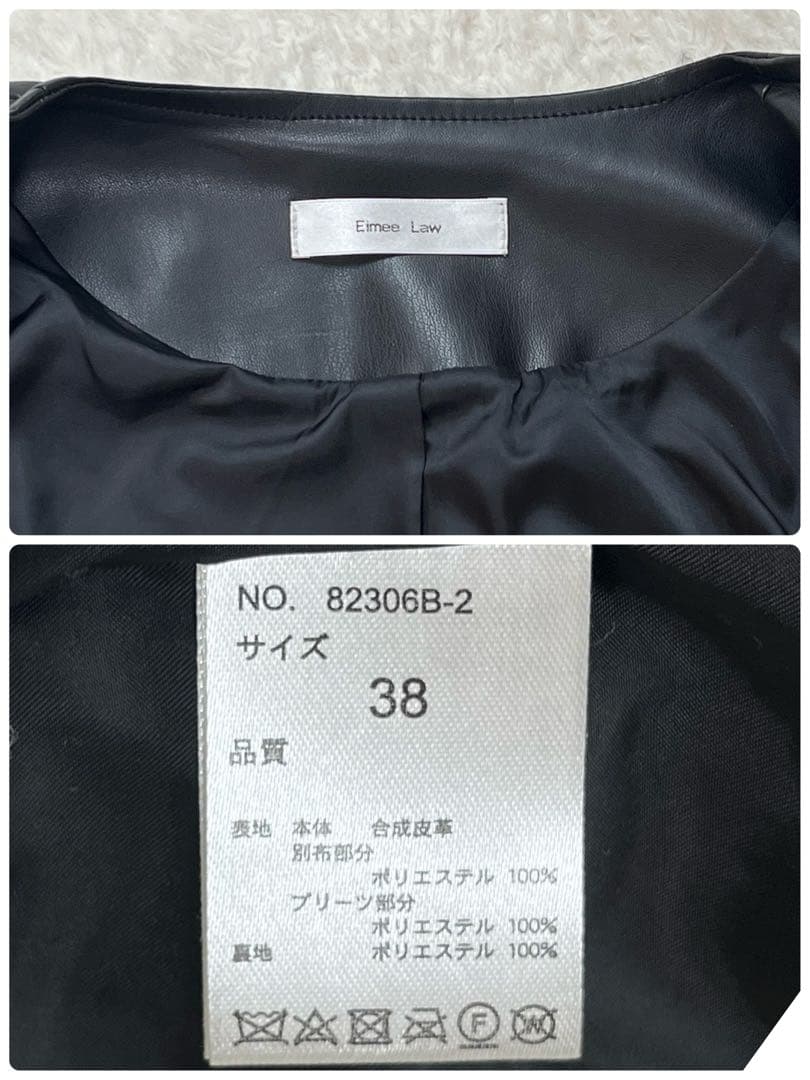 Eimee Law
NO. 82306B-2
サイズ
38
品質
表地 本体 合成皮革
別布部分
ポリエステル 100%
プリーツ部分
ポリエステル 100%
裏地 ポリエステル 100%
F
W